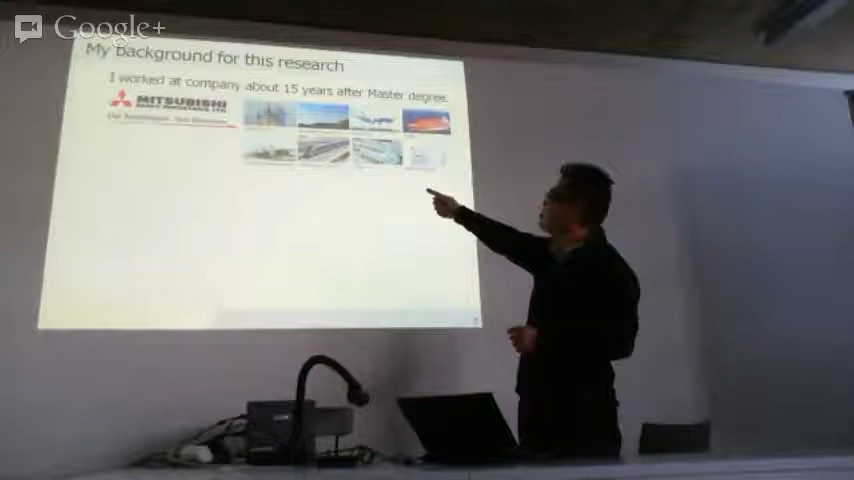 Google+
My background for this research
I worked at company about 15 years after Master degree.
MITSUBISHI